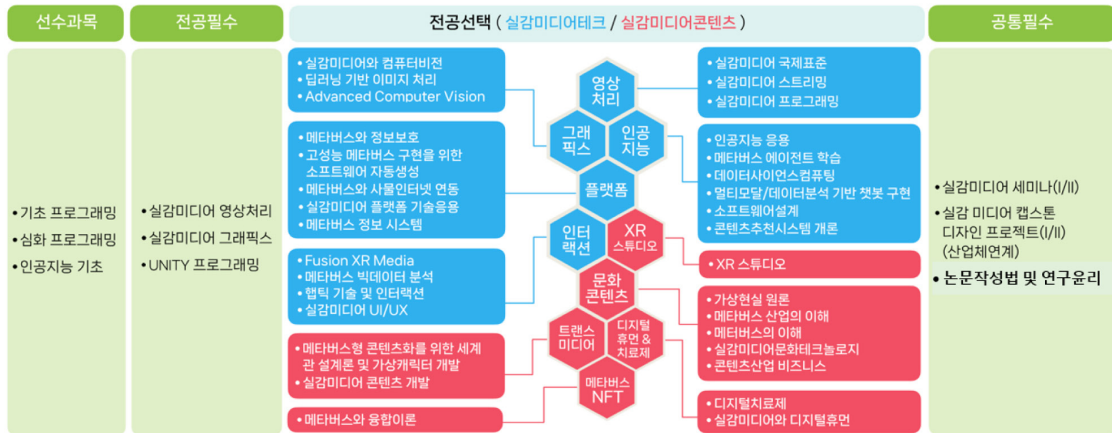 선수과목
전공필수
전공선택 ( 실감미디어테크 / 실감미디어콘텐츠 )
공통필수
• 기초 프로그래밍
• 심화 프로그래밍
• 인공지능 기초
• 실감미디어 영상처리
• 실감미디어 그래픽스
• UNITY 프로그래밍
• 실감미디어와 컴퓨터비전
• 딥러닝 기반 이미지 처리
• Advanced Computer Vision
• 메타버스와 정보보호
• 고성능 메타버스 구현을 위한
소프트웨어 자동생성
• 메타버스와 사물인터넷 연동
• 실감미디어 플랫폼 기술응용
• 메타버스 정보 시스템
• Fusion XR Media
• 메타버스 빅데이터 분석
• 햅틱 기술 및 인터랙션
• 실감미디어 UI/UX
• 메타버스형 콘텐츠화를 위한 세계
관 설계론 및 가상캐릭터 개발
• 실감미디어 콘텐츠 개발
• 메타버스와 융합이론
영상
처리
그래
픽스
인공
지능
플랫폼
인터
랙션
XR
스튜디오
문화
콘텐츠
트랜스
미디어
디지털
휴먼 &
치료제
메타버스
NFT
• 실감미디어 국제표준
• 실감미디어 스트리밍
• 실감미디어 프로그래밍
• 인공지능 응용
• 메타버스 에이전트 학습
• 데이터사이언스컴퓨팅
• 멀티모달/데이터분석 기반 챗봇 구현
• 소프트웨어설계
• 콘텐츠추천시스템 개론
• XR 스튜디오
• 가상현실 원론
• 메타버스 산업의 이해
• 메터버스의 이해
• 실감미디어문화테크놀로지
• 콘텐츠산업 비즈니스
• 디지털치료제
• 실감미디어와 디지털휴먼
• 실감미디어 세미나(I/II)
• 실감 미디어 캡스톤
디자인 프로젝트(I/II)
(산업체연계)
• 논문작성법 및 연구윤리